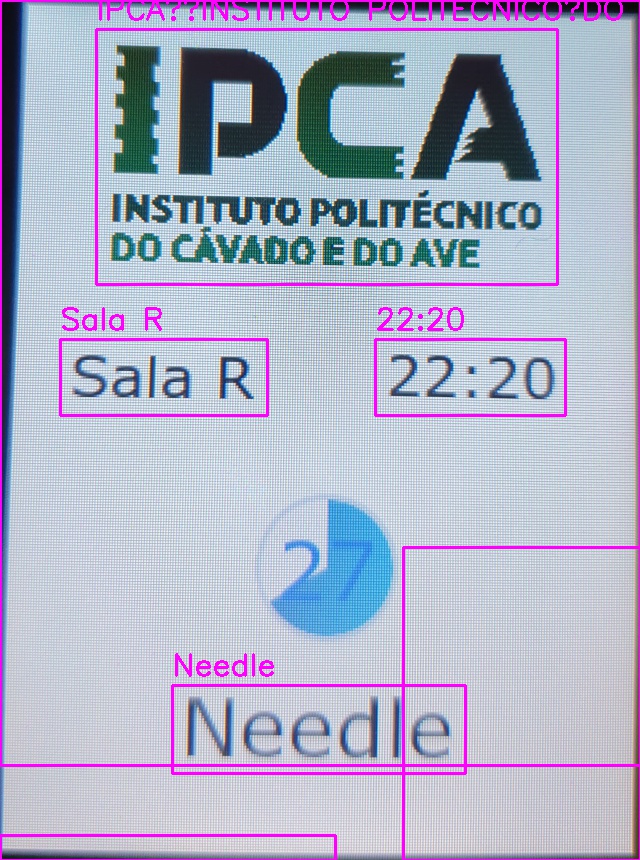 IPCA??INSTITUTO POLITÉCNICO?DO
IPCA
INSTITUTO POLITÉCNICO
DO CÁVADO E DO AVE
Sala R
22:20
Sala R
22:20
27
Needle
Needle